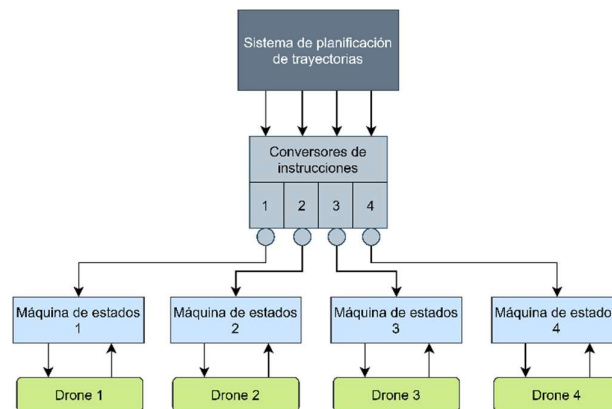 Sistema de planificación
de trayectorias
Conversores de
instrucciones
1 2 3 4
Máquina de estados
1
Máquina de estados
2
Máquina de estados
3
Máquina de estados
4
Drone 1
Drone 2
Drone 3
Drone 4